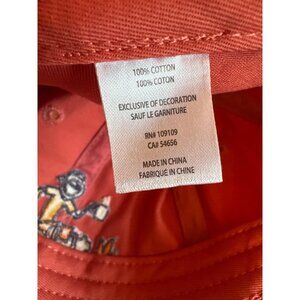 100% COTTON
100% COTON
EXCLUSIVE OF DECORATION
SAUF LE GARNITURE
RN# 109109
CA# 54656
MADE IN CHINA
FABRIQUÉ EN CHINE